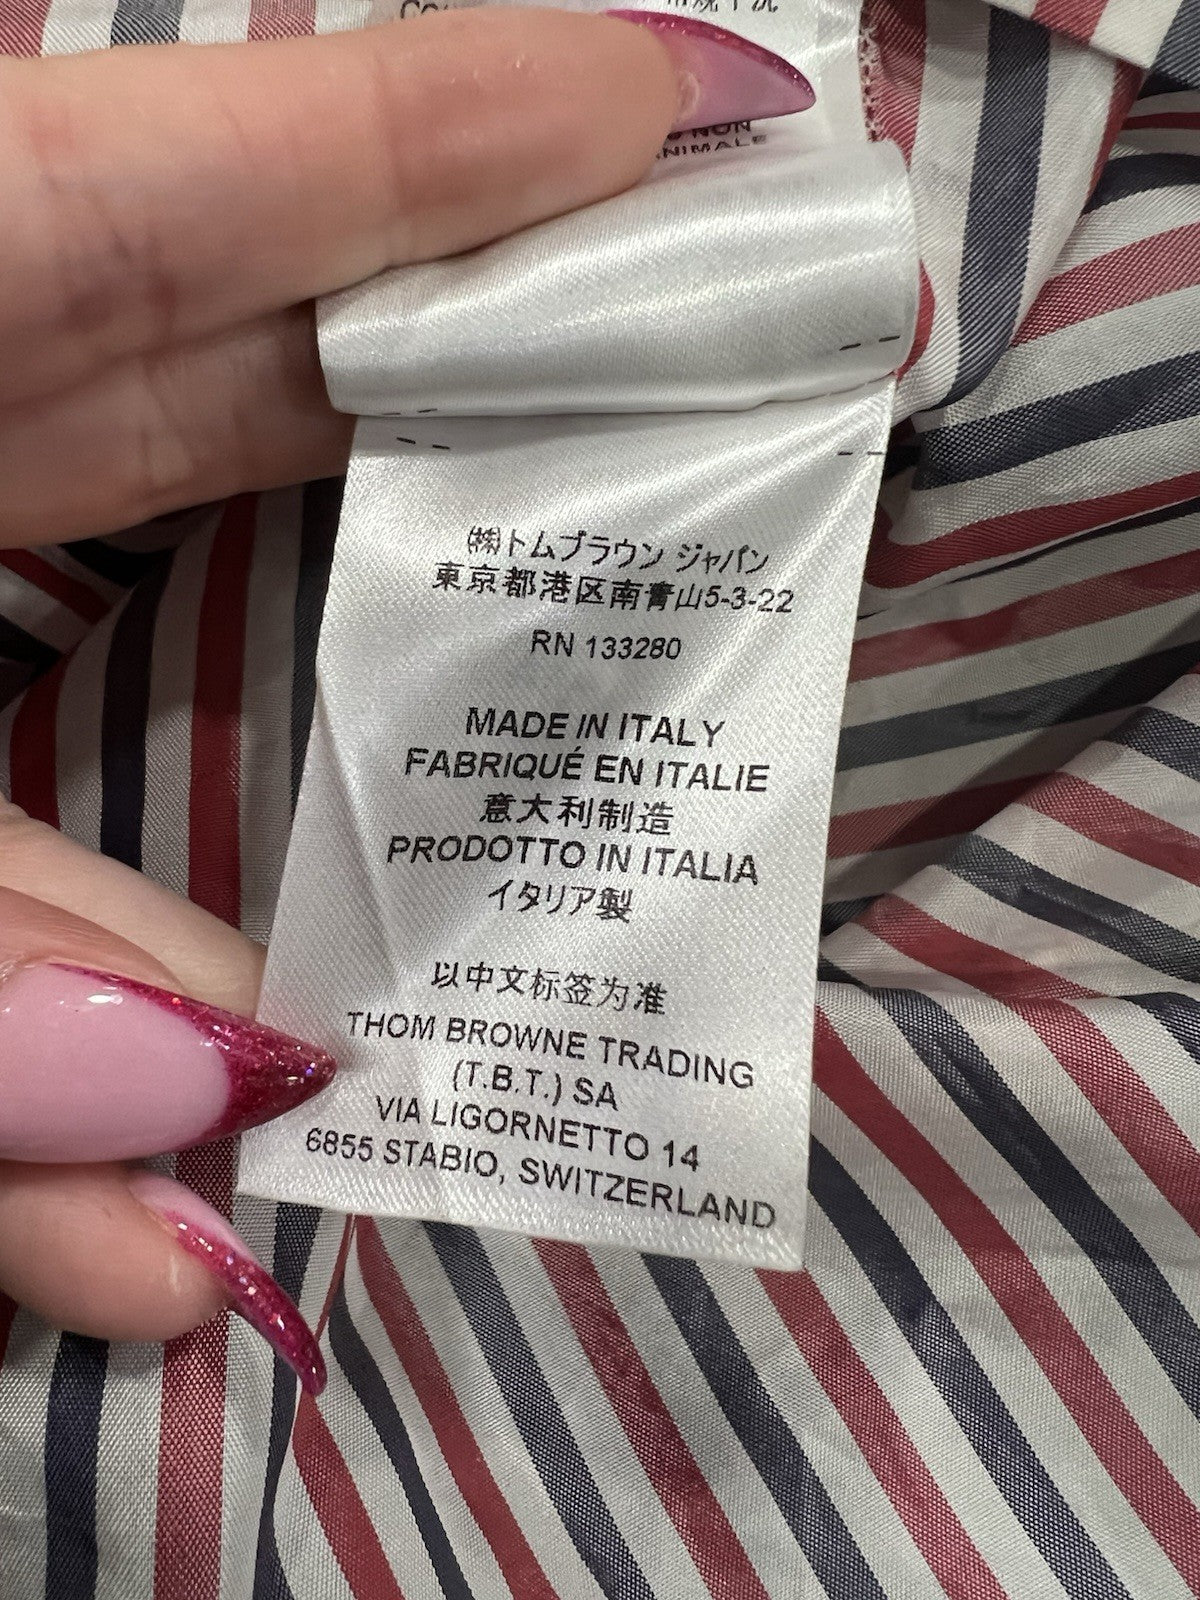 NON
ANIMALE
(株)トムブラウン ジャパン
東京都港区南青山5-3-22
RN 133280
MADE IN ITALY
FABRIQUÉ EN ITALIE
意大利制造
PRODOTTO IN ITALIA
イタリア製
以中文标签为准
THOM BROWNE TRADING
(T.B.T.) SA
VIA LIGORNETTO 14
6855 STABIO, SWITZERLAND